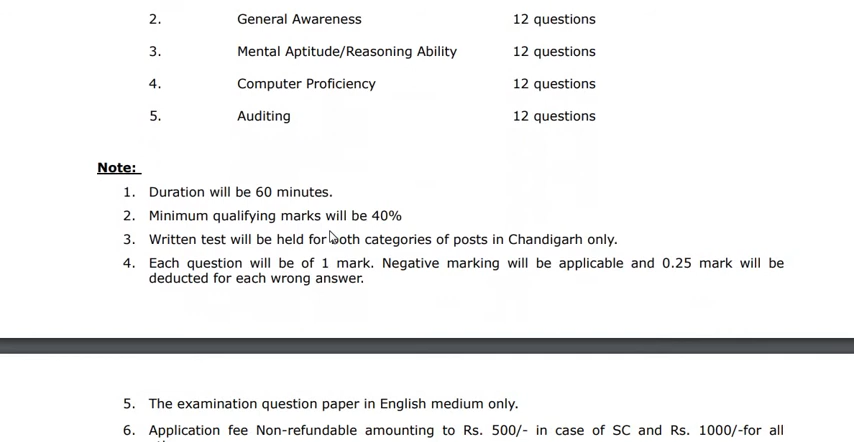 2. General Awareness 12 questions
3. Mental Aptitude/Reasoning Ability 12 questions
4. Computer Proficiency 12 questions
5. Auditing 12 questions
Note:
1. Duration will be 60 minutes.
2. Minimum qualifying marks will be 40%
3. Written test will be held for both categories of posts in Chandigarh only.
4. Each question will be of 1 mark. Negative marking will be applicable and 0.25 mark will be
deducted for each wrong answer.
5. The examination question paper in English medium only.
6. Application fee Non-refundable amounting to Rs. 500/- in case of SC and Rs. 1000/-for all